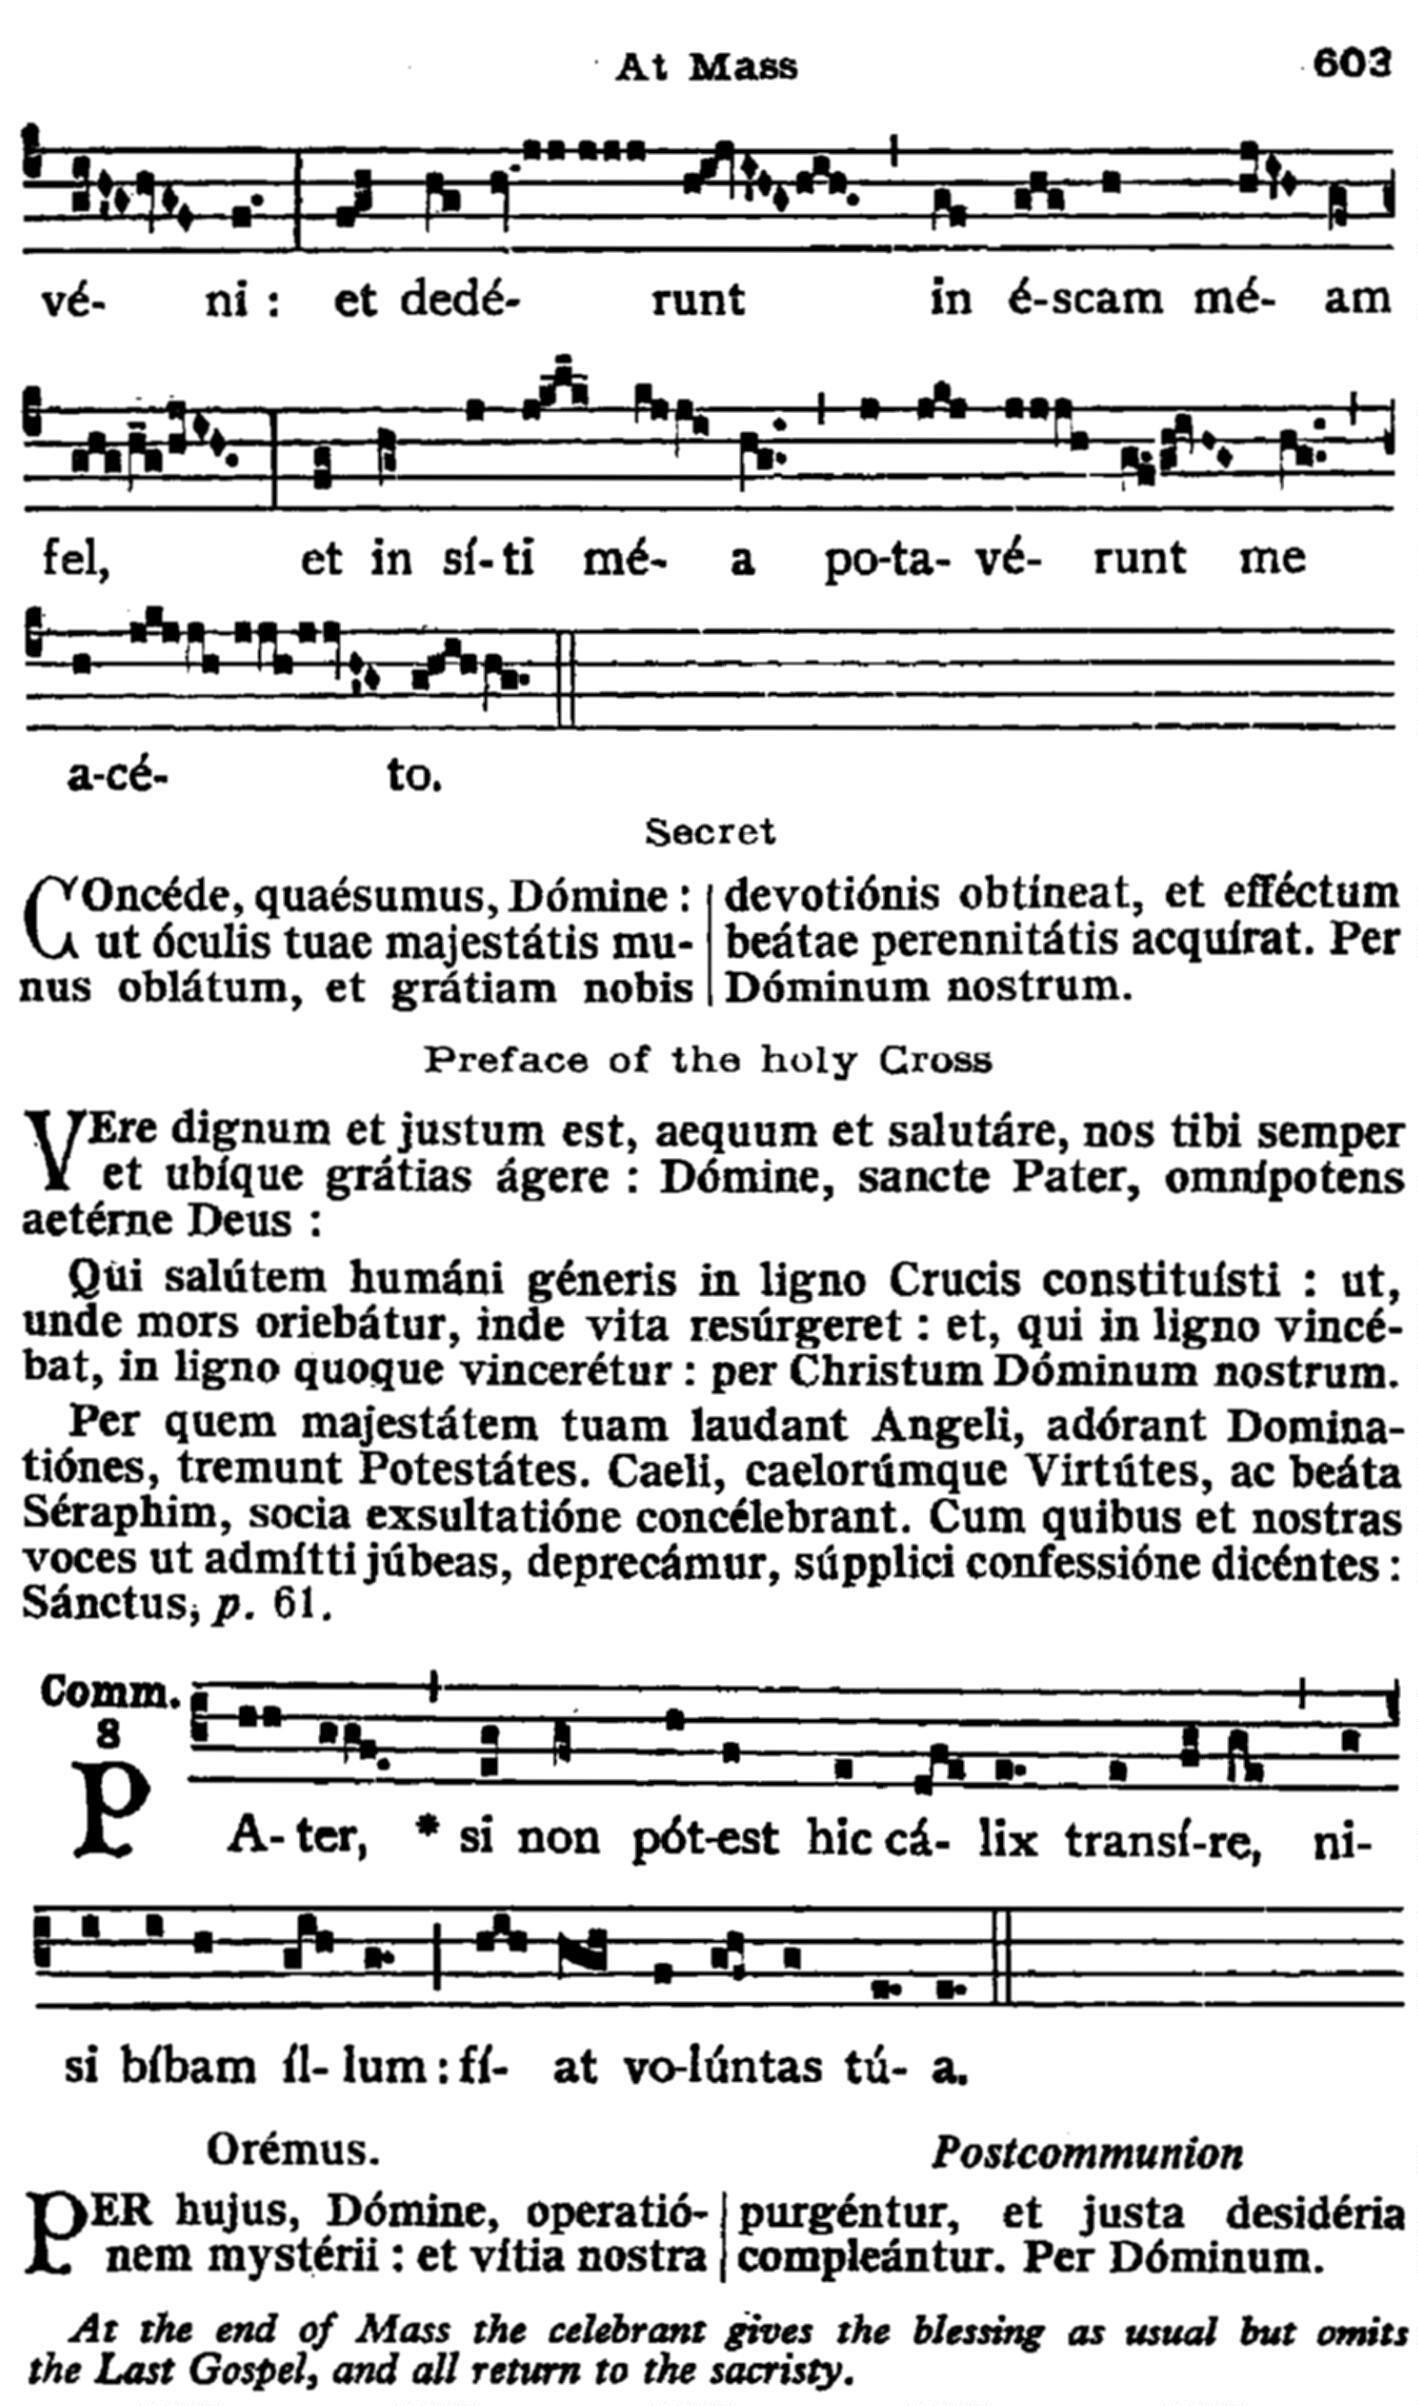 At Mass 603
vé- ni : et dedé- runt in é-scam mé- am
fel, et in sí-ti mé- a po-ta- vé- runt me
a-cé- to.
Secret
COncéde, quaésumus, Dómine :
ut óculis tuae majestátis mu-
nus oblátum, et grátiam nobis
devotiónis obtíneat, et efféctum
beátae perennitátis acquírat. Per
Dóminum nostrum.
Preface of the holy Cross
VEre dignum et justum est, aequum et salutáre, nos tibi semper
et ubíque grátias ágere : Dómine, sancte Pater, omnípotens
aetérne Deus :
Qui salútem humáni géneris in ligno Crucis constituísti : ut,
unde mors oriebátur, inde vita resúrgeret : et, qui in ligno vincé-
bat, in ligno quoque vincerétur : per Christum Dóminum nostrum.
Per quem majestátem tuam laudant Angeli, adórant Domina-
tiónes, tremunt Potestátes. Caeli, caelorúmque Virtútes, ac beáta
Séraphim, socia exsultatióne concélebrant. Cum quibus et nostras
voces ut admítti júbeas, deprecámur, súpplici confessióne dicéntes :
Sánctus, p. 61.
Comm.
8
PA- ter, * si non pót-est hic cá- lix transí-re, ni-
si bíbam íl- lum : fí- at vo-lúntas tú- a.
Orémus. Postcommunion
PER hujus, Dómine, operatió-
nem mystérii : et vítia nostra
purgéntur, et justa desidéria
compleántur. Per Dóminum.
At the end of Mass the celebrant gives the blessing as usual but omits
the Last Gospel, and all return to the sacristy.